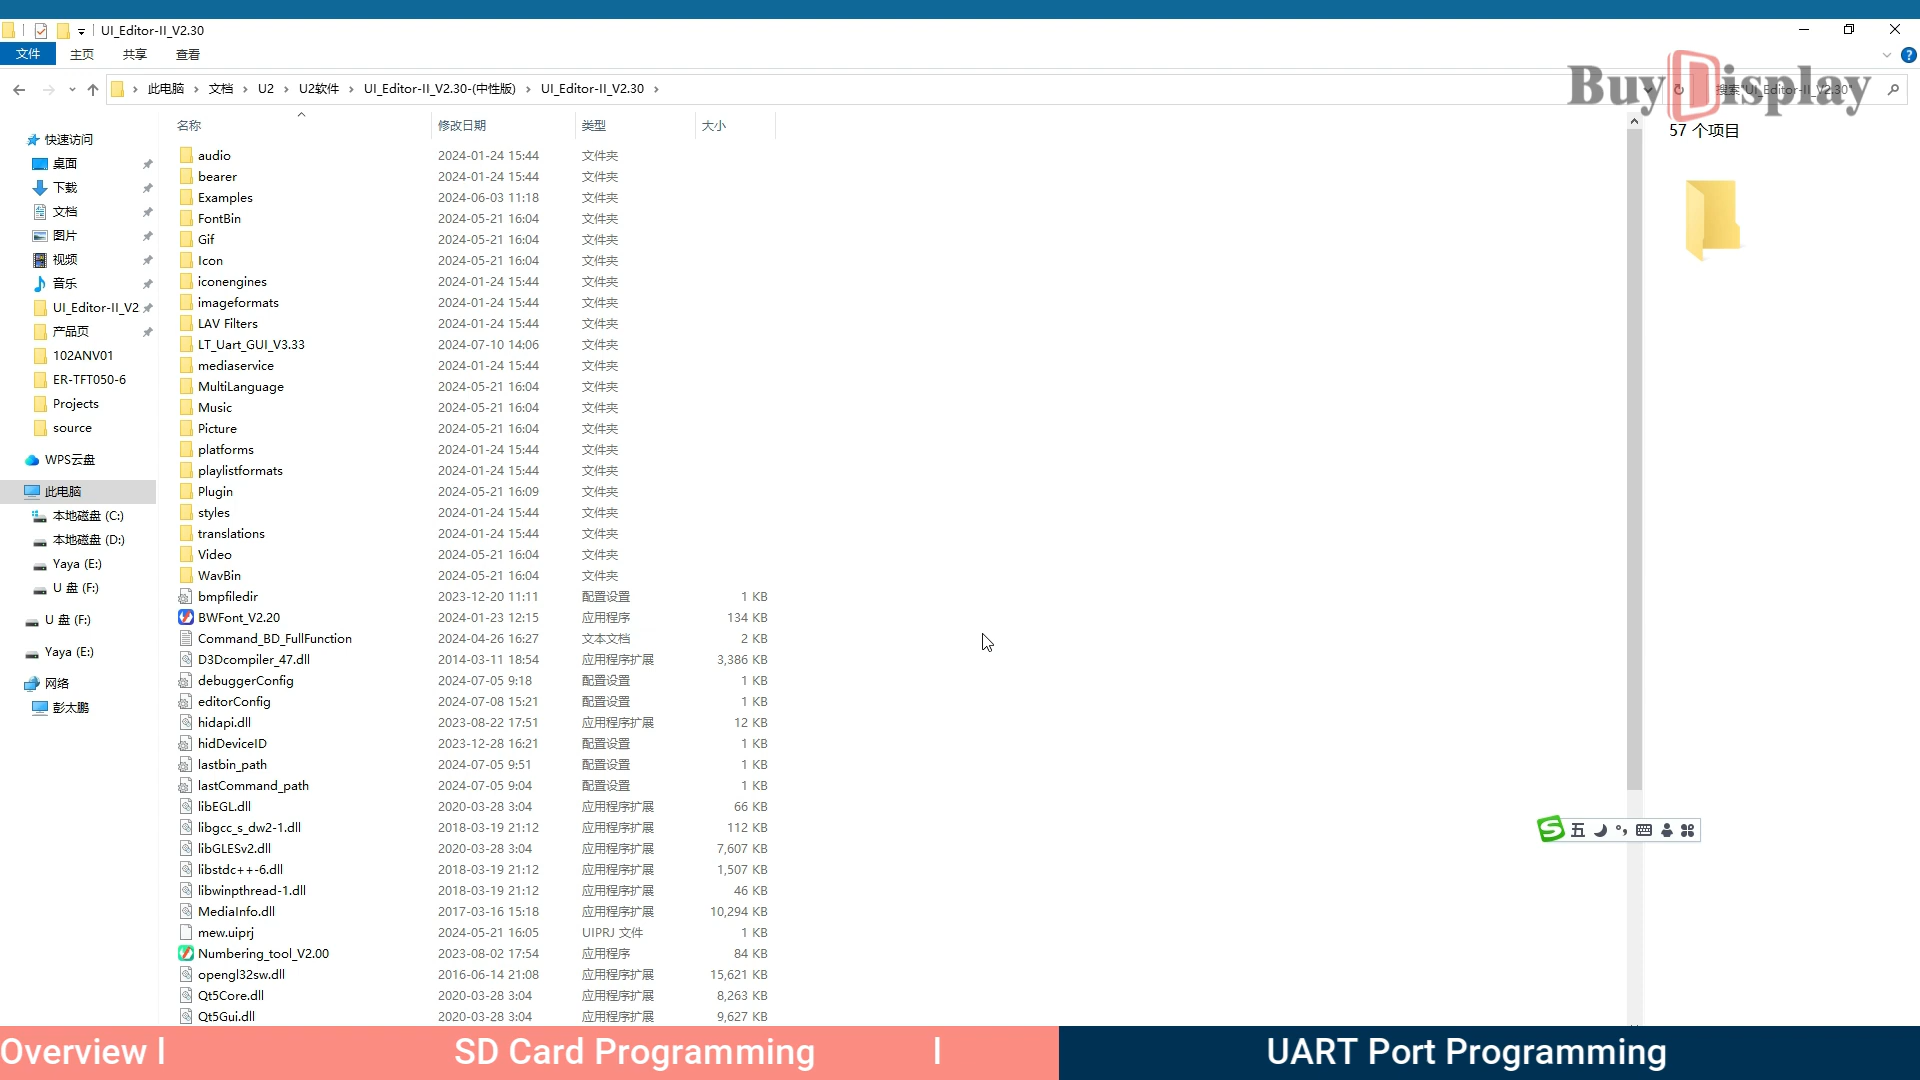 UI_Editor-II_V2.30
文件 主页 共享 查看
此电脑 文档 U2 U2软件 UI_Editor-II_V2.30-(中性版) UI_Editor-II_V2.30
搜索"UI_Editor-II_V2.30"
BuyDisplay
57 个项目
快速访问
桌面
下载
文档
图片
视频
音乐
UI_Editor-II_V2
产品页
102ANV01
ER-TFT050-6
Projects
source
WPS云盘
此电脑
本地磁盘 (C:)
本地磁盘 (D:)
Yaya (E:)
U 盘 (F:)
U 盘 (F:)
Yaya (E:)
网络
彭太鹏
名称 修改日期 类型 大小
audio 2024-01-24 15:44 文件夹
bearer 2024-01-24 15:44 文件夹
Examples 2024-06-03 11:18 文件夹
FontBin 2024-05-21 16:04 文件夹
Gif 2024-05-21 16:04 文件夹
Icon 2024-05-21 16:04 文件夹
iconengines 2024-01-24 15:44 文件夹
imageformats 2024-01-24 15:44 文件夹
LAV Filters 2024-01-24 15:44 文件夹
LT_Uart_GUI_V3.33 2024-07-10 14:06 文件夹
mediaservice 2024-01-24 15:44 文件夹
MultiLanguage 2024-05-21 16:04 文件夹
Music 2024-05-21 16:04 文件夹
Picture 2024-05-21 16:04 文件夹
platforms 2024-01-24 15:44 文件夹
playlistformats 2024-01-24 15:44 文件夹
Plugin 2024-05-21 16:09 文件夹
styles 2024-01-24 15:44 文件夹
translations 2024-01-24 15:44 文件夹
Video 2024-05-21 16:04 文件夹
WavBin 2024-05-21 16:04 文件夹
bmpfiledir 2023-12-20 11:11 配置设置 1 KB
BWFont_V2.20 2024-01-23 12:15 应用程序 134 KB
Command_BD_FullFunction 2024-04-26 16:27 文本文档 2 KB
D3Dcompiler_47.dll 2014-03-11 18:54 应用程序扩展 3,386 KB
debuggerConfig 2024-07-05 9:18 配置设置 1 KB
editorConfig 2024-07-08 15:21 配置设置 1 KB
hidapi.dll 2023-08-22 17:51 应用程序扩展 12 KB
hidDeviceID 2023-12-28 16:21 配置设置 1 KB
lastbin_path 2024-07-05 9:51 配置设置 1 KB
lastCommand_path 2024-07-05 9:04 配置设置 1 KB
libEGL.dll 2020-03-28 3:04 应用程序扩展 66 KB
libgcc_s_dw2-1.dll 2018-03-19 21:12 应用程序扩展 112 KB
libGLESv2.dll 2020-03-28 3:04 应用程序扩展 7,607 KB
libstdc++-6.dll 2018-03-19 21:12 应用程序扩展 1,507 KB
libwinpthread-1.dll 2018-03-19 21:12 应用程序扩展 46 KB
MediaInfo.dll 2017-03-16 15:18 应用程序扩展 10,294 KB
mew.uiprj 2024-05-21 16:05 UIPRJ 文件 1 KB
Numbering_tool_V2.00 2023-08-02 17:54 应用程序 84 KB
opengl32sw.dll 2016-06-14 21:08 应用程序扩展 15,621 KB
Qt5Core.dll 2020-03-28 3:04 应用程序扩展 8,263 KB
Qt5Gui.dll 2020-03-28 3:04 应用程序扩展 9,627 KB
五
Overview | SD Card Programming | UART Port Programming